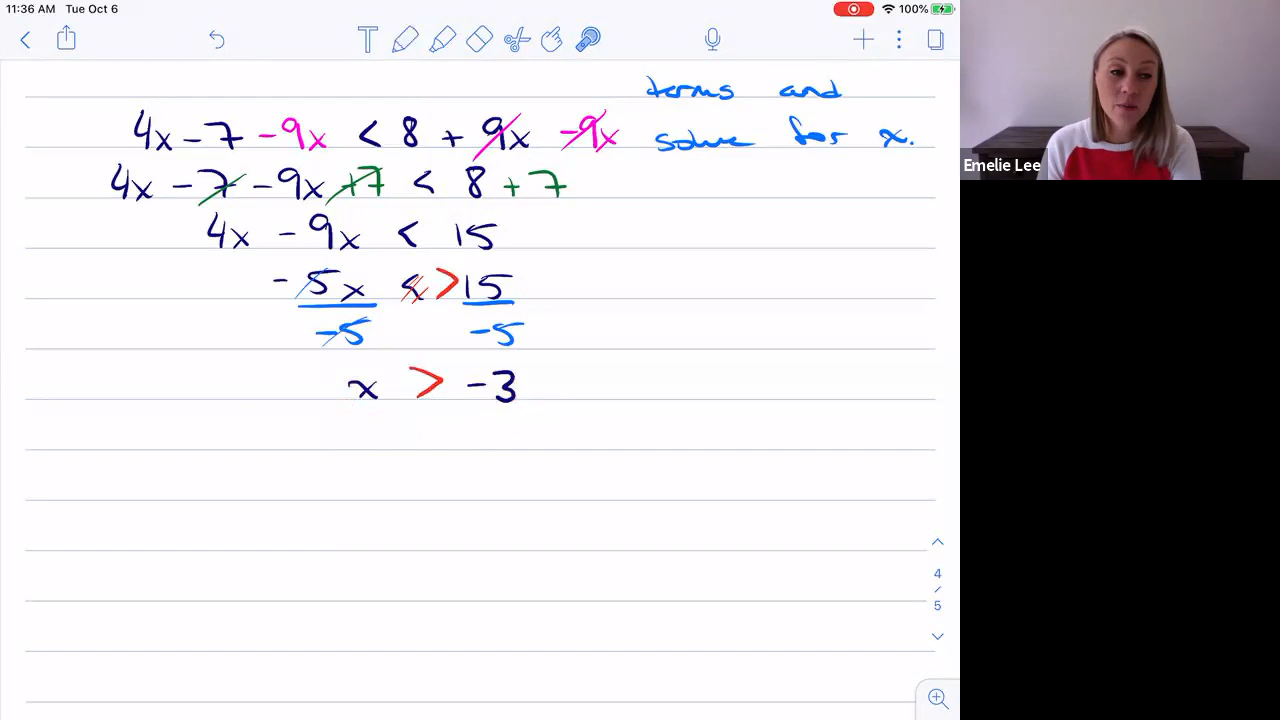 11:36 AM Tue Oct 6 100%
terms and
4x - 7 - 9x < 8 + 9x - 9x solve for x.
Emelie Lee
4x - 7 - 9x + 7 < 8 + 7
4x - 9x < 15
- 5x < > 15
-5 -5
x > -3
4
/
5